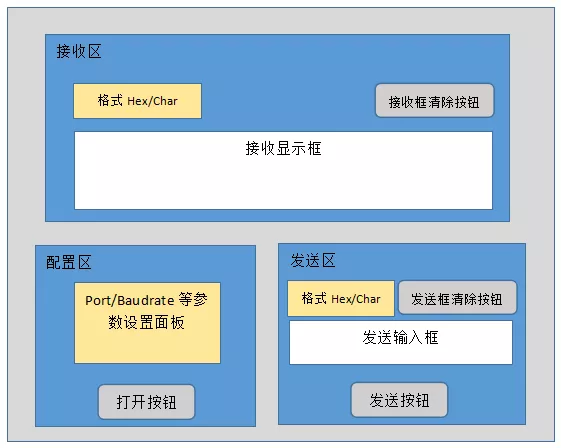 接收区
格式 Hex/Char
接收框清除按钮
接收显示框
配置区
Port/Baudrate 等参
数设置面板
打开按钮
发送区
格式 Hex/Char
发送框清除按钮
发送输入框
发送按钮